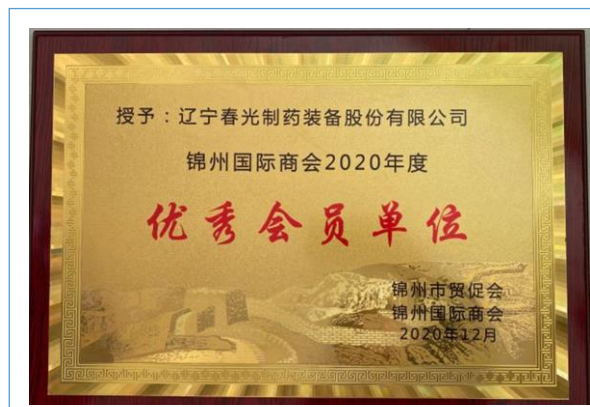 授予：辽宁春光制药装备股份有限公司
锦州国际商会2020年度
优秀会员单位
锦州市贸促会
锦州国际商会
2020年12月